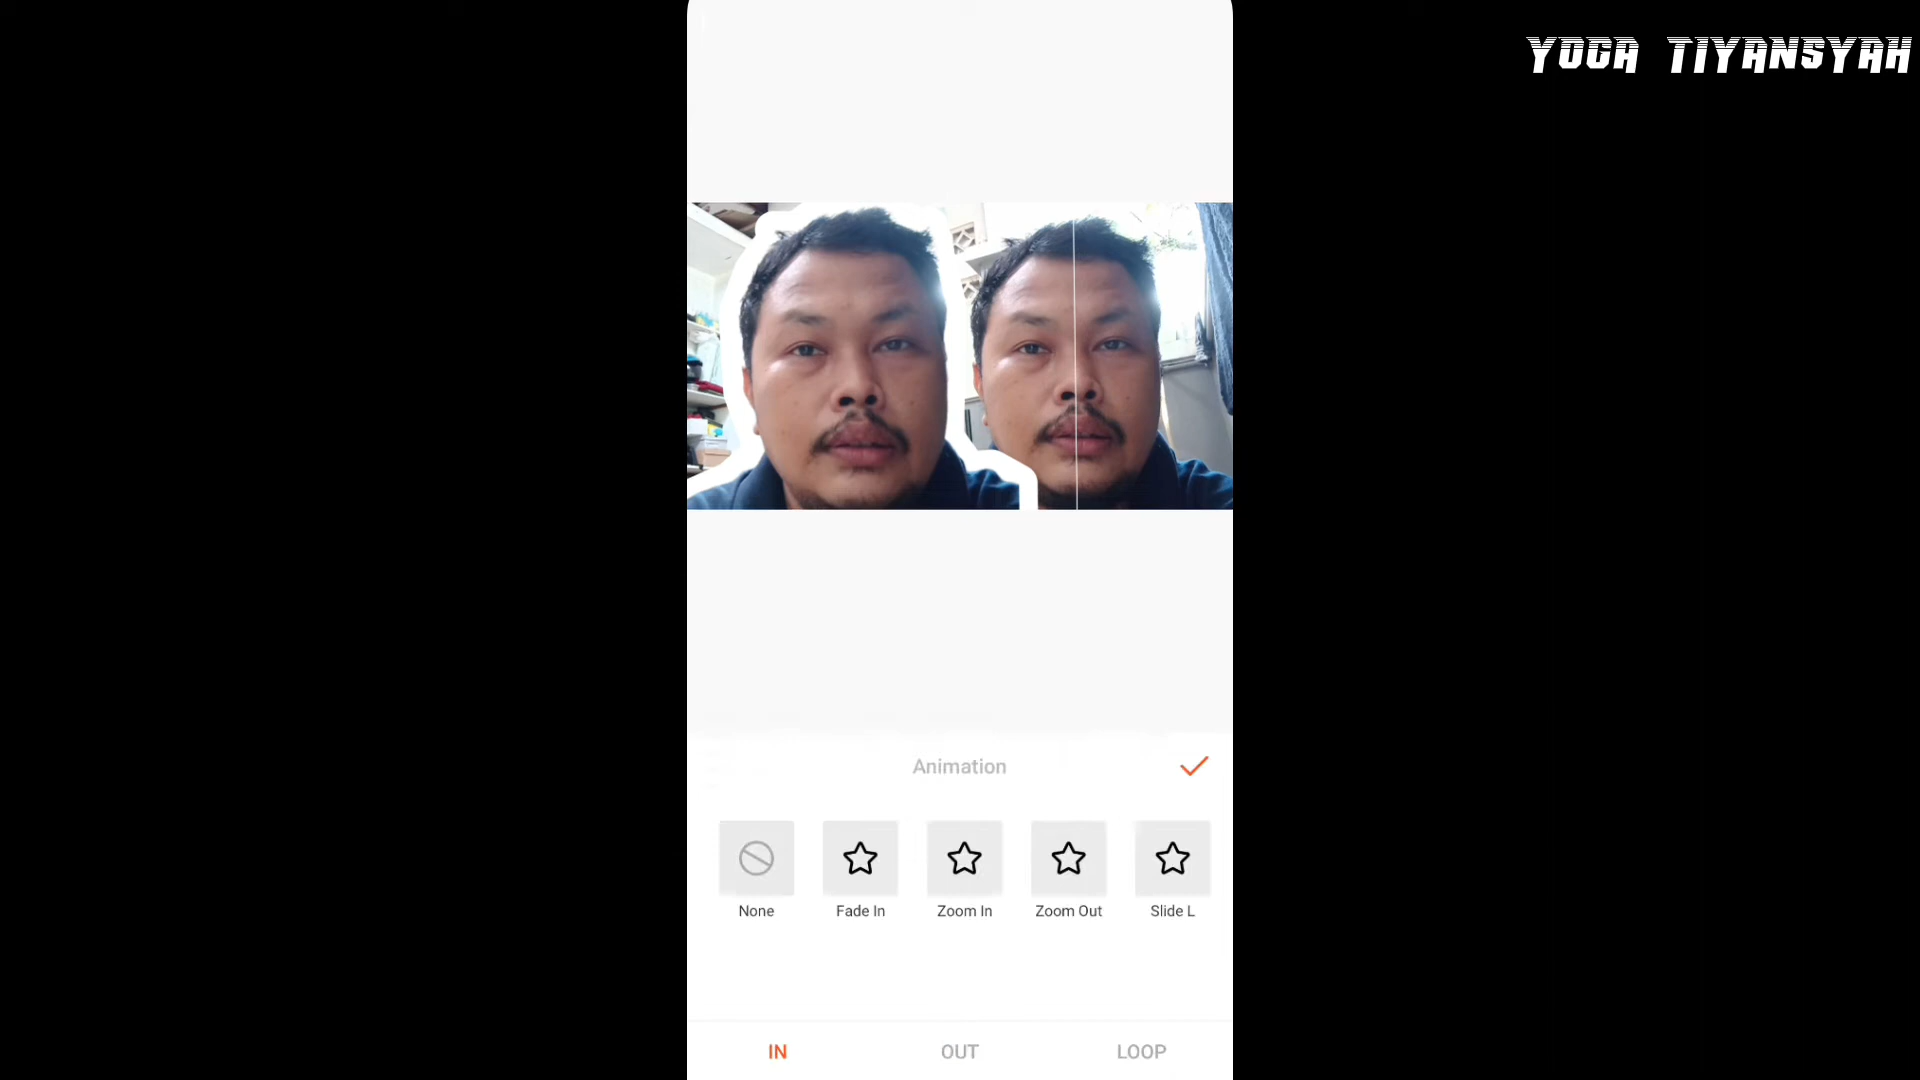 YOGA TIYANSYAH
Animation
None
Fade In
Zoom In
Zoom Out
Slide L
IN
OUT
LOOP